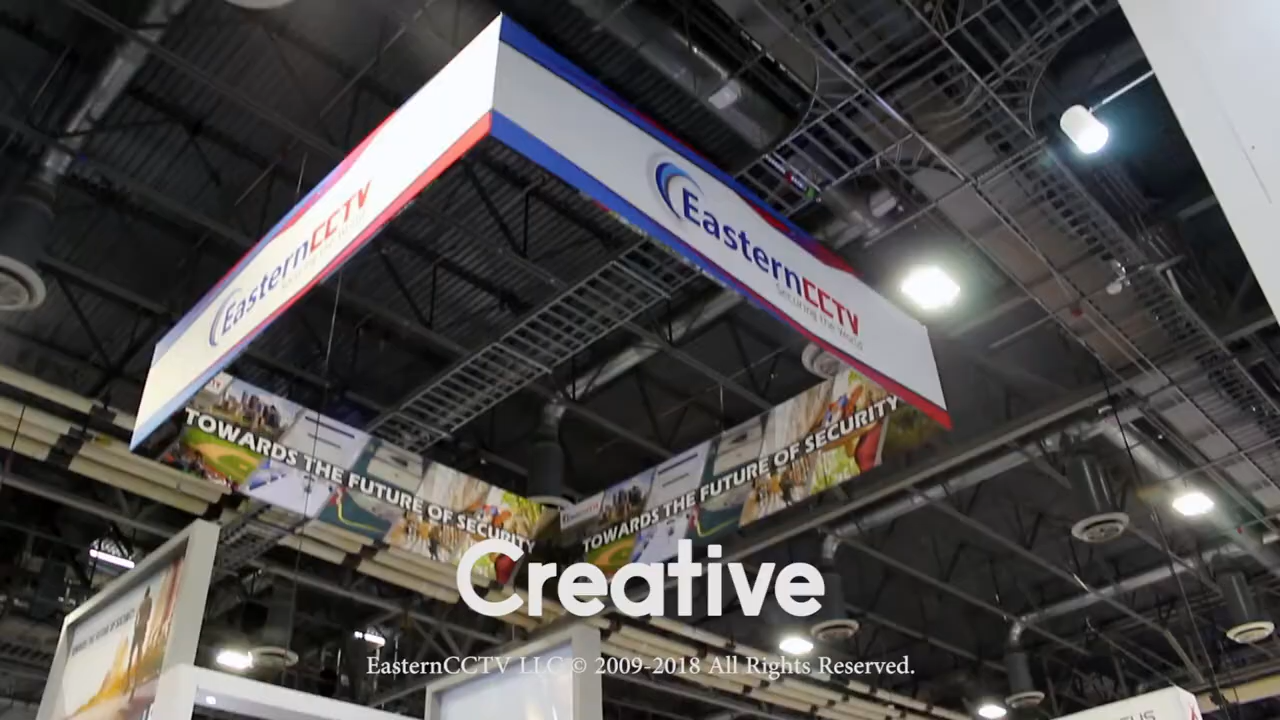 EasternCCTV
Securing the World
EasternCCTV
Securing the World
TOWARDS THE FUTURE OF SECURITY
TOWARDS THE FUTURE OF SECURITY
Creative
EasternCCTV LLC © 2009-2018 All Rights Reserved.